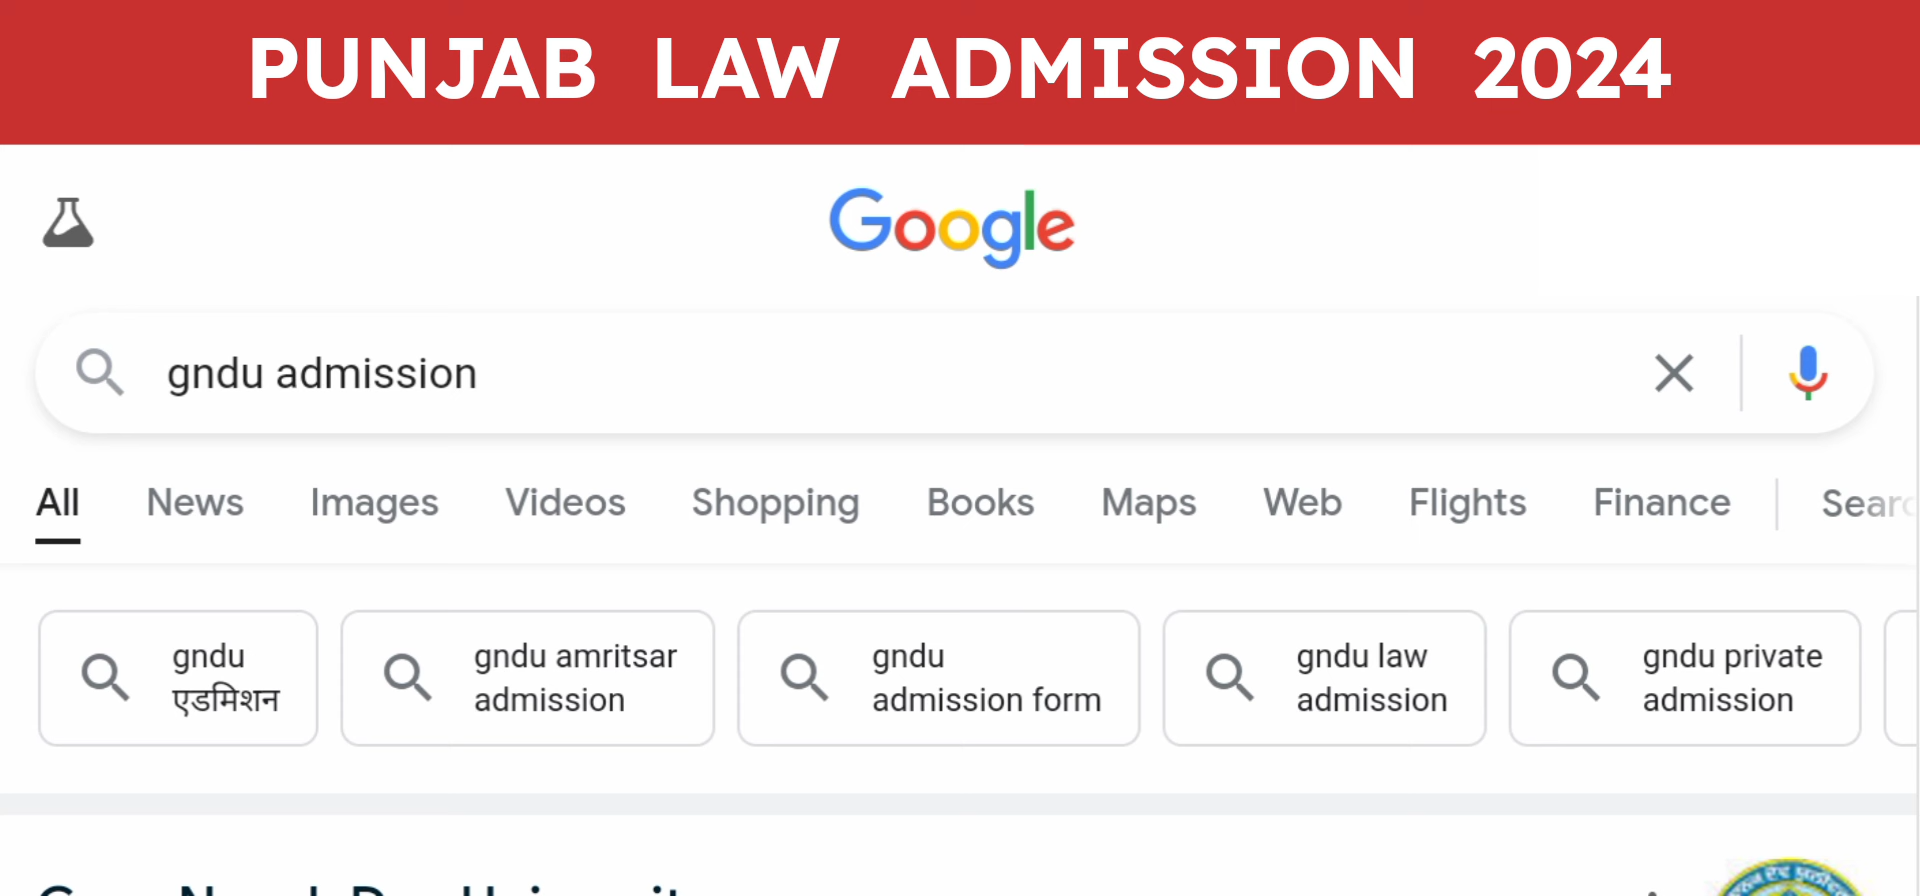 PUNJAB LAW ADMISSION 2024
Google
gndu admission
All News Images Videos Shopping Books Maps Web Flights Finance
gndu
एडमिशन
gndu amritsar
admission
gndu
admission form
gndu law
admission
gndu private
admission